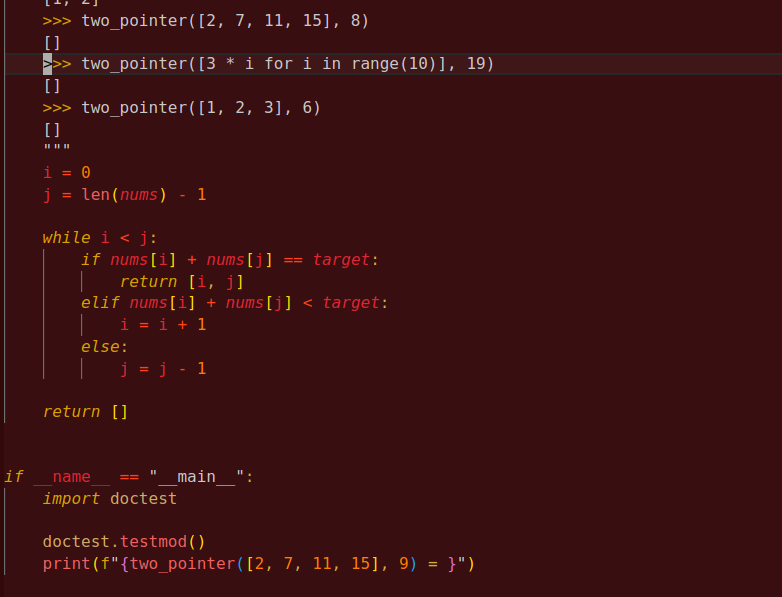 [1, 2]
    >>> two_pointer([2, 7, 11, 15], 8)
    []
    >>> two_pointer([3 * i for i in range(10)], 19)
    []
    >>> two_pointer([1, 2, 3], 6)
    []
    """
    i = 0
    j = len(nums) - 1

    while i < j:
        if nums[i] + nums[j] == target:
            return [i, j]
        elif nums[i] + nums[j] < target:
            i = i + 1
        else:
            j = j - 1

    return []


if __name__ == "__main__":
    import doctest

    doctest.testmod()
    print(f"{two_pointer([2, 7, 11, 15], 9) = }")